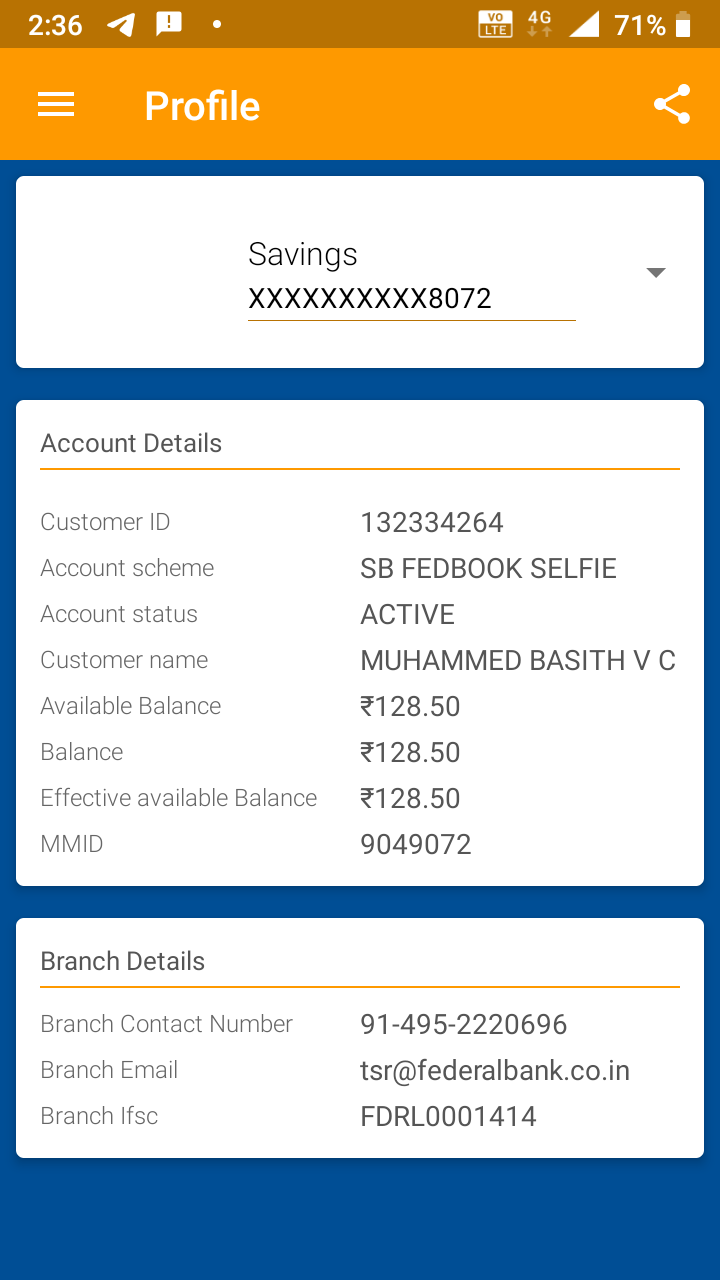 2:36 VO LTE 4G 71%
Profile
Savings
XXXXXXXXXX8072
Account Details
Customer ID 132334264
Account scheme SB FEDBOOK SELFIE
Account status ACTIVE
Customer name MUHAMMED BASITH V C
Available Balance ₹128.50
Balance ₹128.50
Effective available Balance ₹128.50
MMID 9049072
Branch Details
Branch Contact Number 91-495-2220696
Branch Email tsr@federalbank.co.in
Branch Ifsc FDRL0001414